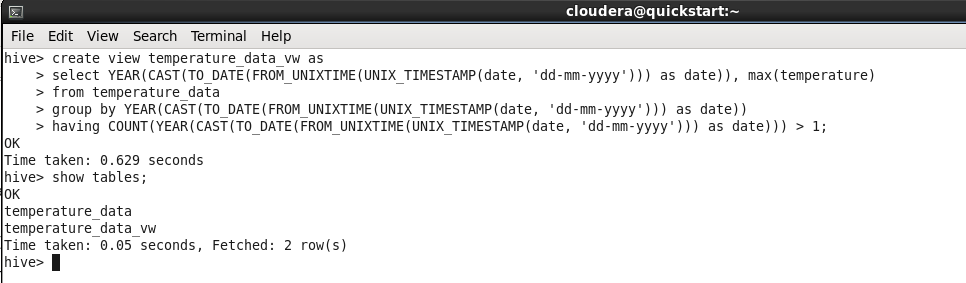 cloudera@quickstart:~
File Edit View Search Terminal Help
hive> create view temperature_data_vw as
    > select YEAR(CAST(TO_DATE(FROM_UNIXTIME(UNIX_TIMESTAMP(date, 'dd-mm-yyyy'))) as date)), max(temperature)
    > from temperature_data
    > group by YEAR(CAST(TO_DATE(FROM_UNIXTIME(UNIX_TIMESTAMP(date, 'dd-mm-yyyy'))) as date))
    > having COUNT(YEAR(CAST(TO_DATE(FROM_UNIXTIME(UNIX_TIMESTAMP(date, 'dd-mm-yyyy'))) as date))) > 1;
OK
Time taken: 0.629 seconds
hive> show tables;
OK
temperature_data
temperature_data_vw
Time taken: 0.05 seconds, Fetched: 2 row(s)
hive>